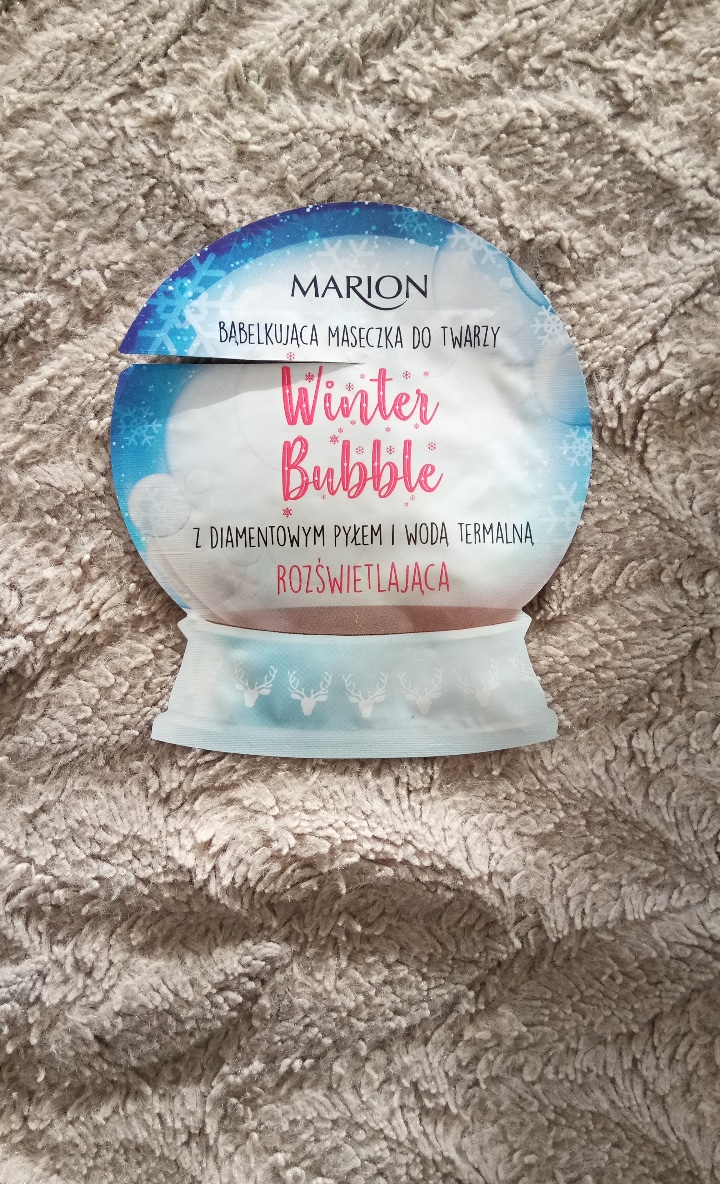 MARION
BĄBELKUJĄCA MASECZKA DO TWARZY
Winter
Bubble
Z DIAMENTOWYM PYŁEM I WODĄ TERMALNĄ
ROZŚWIETLAJĄCA